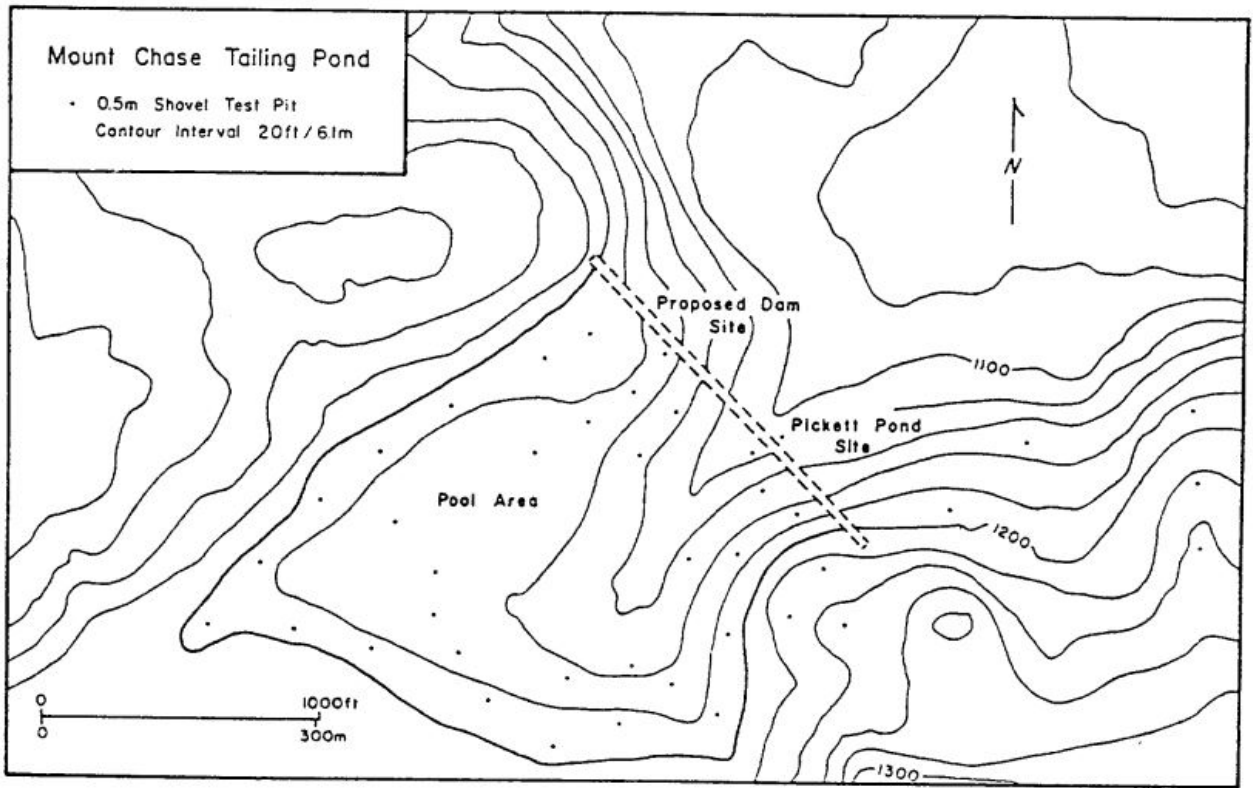 Mount Chase Tailing Pond
· 0.5m Shovel Test Pit
Contour Interval 20ft/6.1m
N
Proposed Dam
Site
1100
Pickett Pond
Site
Pool Area
1200
0 1000ft
0 300m
1300